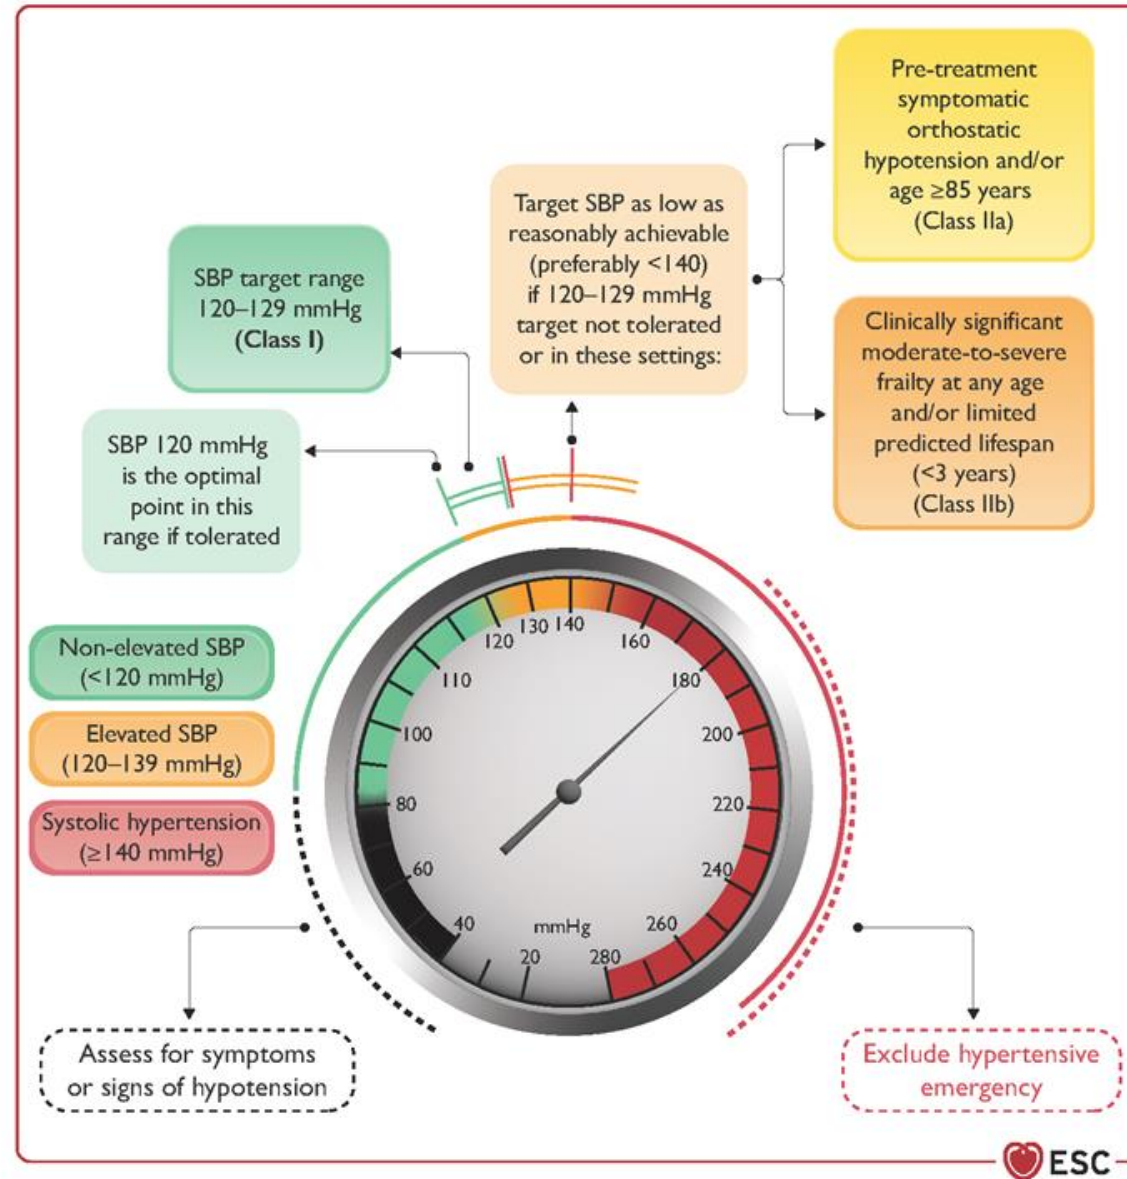 Pre-treatment
symptomatic
orthostatic
hypotension and/or
age ≥85 years
(Class IIa)
Target SBP as low as
reasonably achievable
(preferably <140)
if 120–129 mmHg
target not tolerated
or in these settings:
SBP target range
120–129 mmHg
(Class I)
Clinically significant
moderate-to-severe
frailty at any age
and/or limited
predicted lifespan
(<3 years)
(Class IIb)
SBP 120 mmHg
is the optimal
point in this
range if tolerated
Non-elevated SBP
(<120 mmHg)
Elevated SBP
(120–139 mmHg)
Systolic hypertension
(≥140 mmHg)
20
40
60
80
100
110
120
130
140
160
180
200
220
240
260
280
mmHg
Assess for symptoms
or signs of hypotension
Exclude hypertensive
emergency
ESC